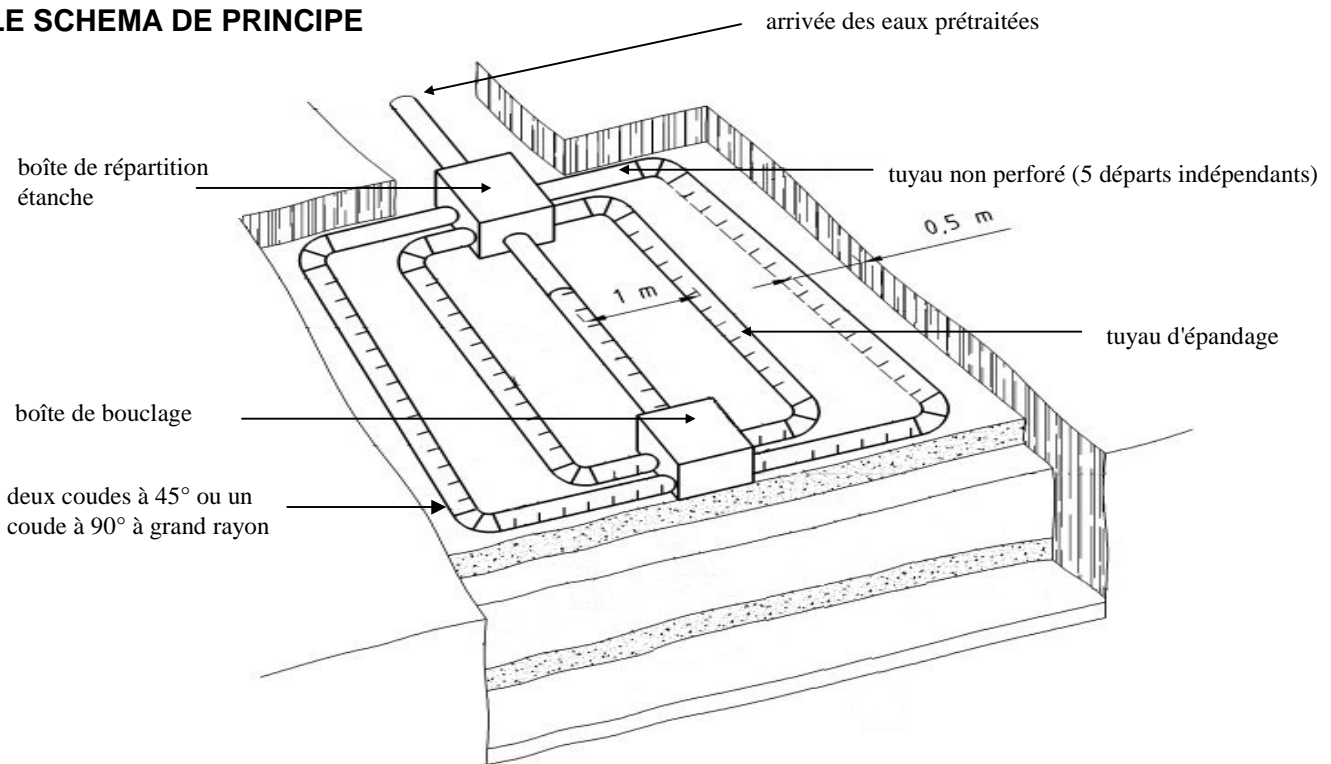 LE SCHEMA DE PRINCIPE
arrivée des eaux prétraitées
boîte de répartition
étanche
tuyau non perforé (5 départs indépendants)
0,5 m
1 m
tuyau d'épandage
boîte de bouclage
deux coudes à 45° ou un
coude à 90° à grand rayon